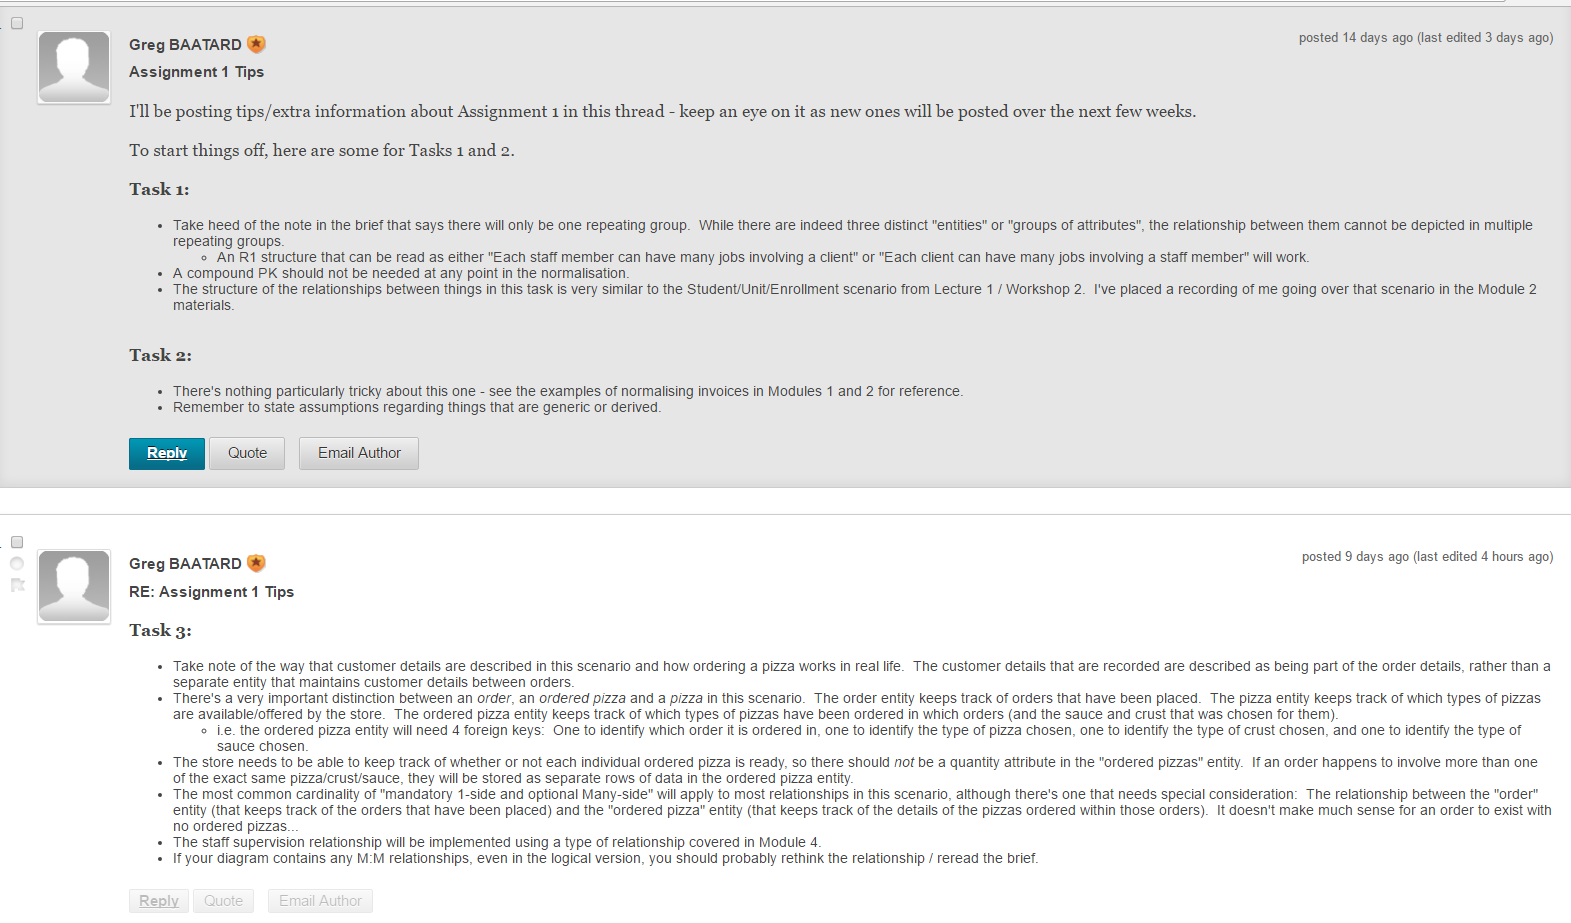 Greg BAATARD
posted 14 days ago (last edited 3 days ago)
Assignment 1 Tips
I'll be posting tips/extra information about Assignment 1 in this thread - keep an eye on it as new ones will be posted over the next few weeks.
To start things off, here are some for Tasks 1 and 2.
Task 1:
• Take heed of the note in the brief that says there will only be one repeating group.  While there are indeed three distinct "entities" or "groups of attributes", the relationship between them cannot be depicted in multiple
repeating groups.
◦ An R1 structure that can be read as either "Each staff member can have many jobs involving a client" or "Each client can have many jobs involving a staff member" will work.
• A compound PK should not be needed at any point in the normalisation.
• The structure of the relationships between things in this task is very similar to the Student/Unit/Enrollment scenario from Lecture 1 / Workshop 2.  I've placed a recording of me going over that scenario in the Module 2
materials.
Task 2:
• There's nothing particularly tricky about this one - see the examples of normalising invoices in Modules 1 and 2 for reference.
• Remember to state assumptions regarding things that are generic or derived.
Reply Quote Email Author
Greg BAATARD
posted 9 days ago (last edited 4 hours ago)
RE: Assignment 1 Tips
Task 3:
• Take note of the way that customer details are described in this scenario and how ordering a pizza works in real life.  The customer details that are recorded are described as being part of the order details, rather than a
separate entity that maintains customer details between orders.
• There's a very important distinction between an order, an ordered pizza and a pizza in this scenario.  The order entity keeps track of orders that have been placed.  The pizza entity keeps track of which types of pizzas
are available/offered by the store.  The ordered pizza entity keeps track of which types of pizzas have been ordered in which orders (and the sauce and crust that was chosen for them).
◦ i.e. the ordered pizza entity will need 4 foreign keys:  One to identify which order it is ordered in, one to identify the type of pizza chosen, one to identify the type of crust chosen, and one to identify the type of
sauce chosen.
• The store needs to be able to keep track of whether or not each individual ordered pizza is ready, so there should not be a quantity attribute in the "ordered pizzas" entity.  If an order happens to involve more than one
of the exact same pizza/crust/sauce, they will be stored as separate rows of data in the ordered pizza entity.
• The most common cardinality of "mandatory 1-side and optional Many-side" will apply to most relationships in this scenario, although there's one that needs special consideration:  The relationship between the "order"
entity (that keeps track of the orders that have been placed) and the "ordered pizza" entity (that keeps track of the details of the pizzas ordered within those orders).  It doesn't make much sense for an order to exist with
no ordered pizzas...
• The staff supervision relationship will be implemented using a type of relationship covered in Module 4.
• If your diagram contains any M:M relationships, even in the logical version, you should probably rethink the relationship / reread the brief.
Reply Quote Email Author